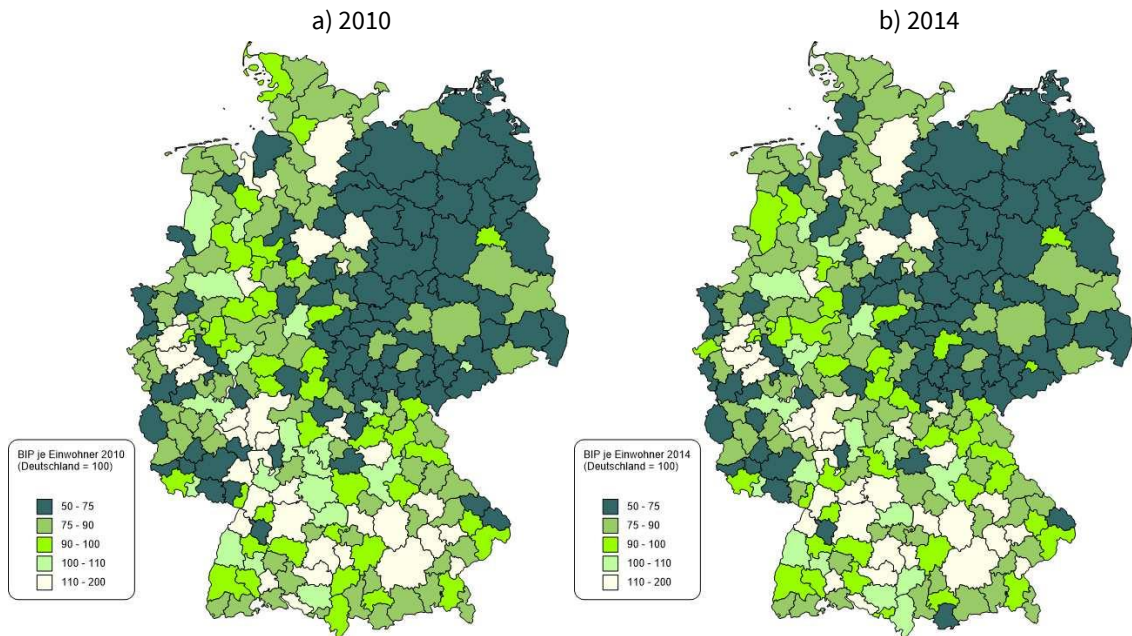 a) 2010
b) 2014
BIP je Einwohner 2010
(Deutschland = 100)
50 - 75
75 - 90
90 - 100
100 - 110
110 - 200
BIP je Einwohner 2014
(Deutschland = 100)
50 - 75
75 - 90
90 - 100
100 - 110
110 - 200